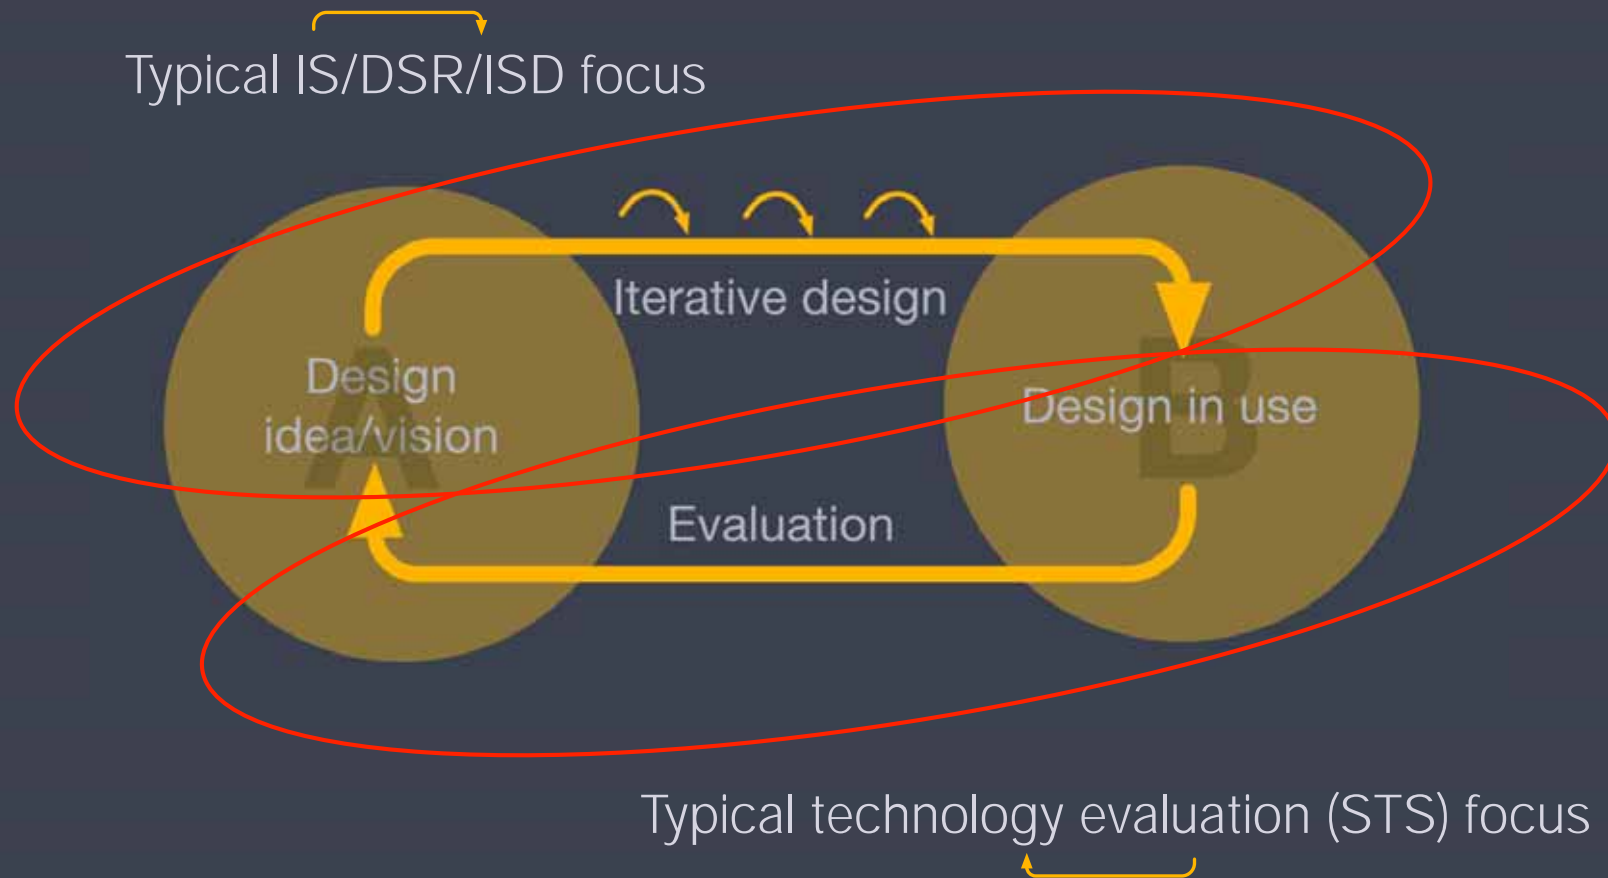 Typical IS/DSR/ISD focus
Iterative design
A
Design
idea/vision
B
Design in use
Evaluation
Typical technology evaluation (STS) focus